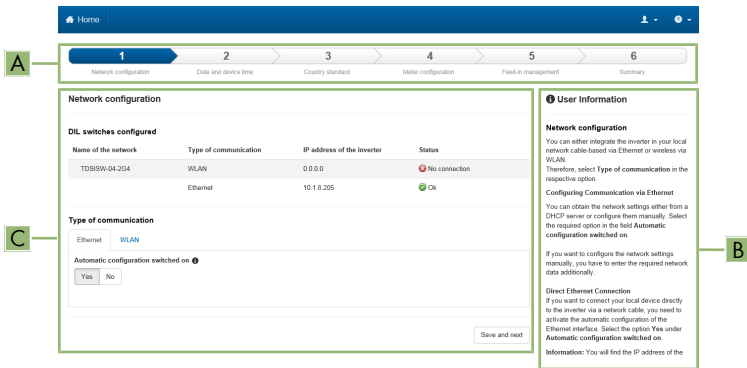 Home
1 2 3 4 5 6
Network configuration Date and device time Country standard Meter configuration Feed-in management Summary
A
Network configuration
DIL switches configured
Name of the network Type of communication IP address of the inverter Status
TDSISW-04-2G4 WLAN 0.0.0.0 No connection
Ethernet 10.1.8.205 Ok
Type of communication
Ethernet WLAN
Automatic configuration switched on
Yes No
Save and next
C
User Information
Network configuration
You can either integrate the inverter in your local
network cable-based via Ethernet or wireless via
WLAN.
Therefore, select Type of communication in the
respective option.
Configuring Communication via Ethernet
You can obtain the network settings either from a
DHCP server or configure them manually. Select
the required option in the field Automatic
configuration switched on.
If you want to configure the network settings
manually, you have to enter the required network
data additionally.
Direct Ethernet Connection
If you want to connect your local device directly
to the inverter via a network cable, you need to
activate the automatic configuration of the
Ethernet interface. Select the option Yes under
Automatic configuration switched on.
Information: You will find the IP address of the
B